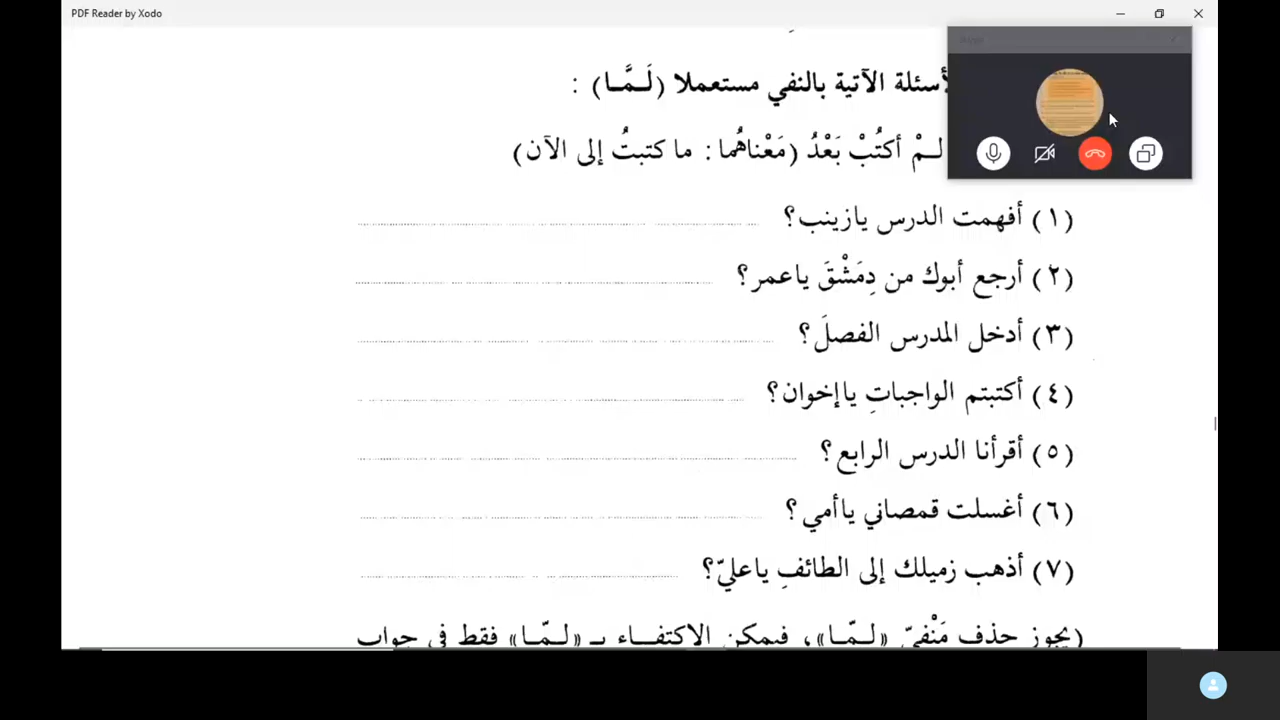 PDF Reader by Xodo
لأسئلة الآتية بالنفي مستعملا (لَمَّـا) :
لـمْ أكتُبْ بَعْدُ (مَعْناهُما : ما كتبتُ إلى الآن)
(١) أفهمت الدرس يازينب؟
(٢) أرجع أبوك من دِمَشْقَ ياعمر؟
(٣) أدخل المدرس الفصلَ؟
(٤) أكتبتم الواجباتِ ياإخوان؟
(٥) أقرأنا الدرس الرابع؟
(٦) أغسلت قمصاني ياأمي؟
(٧) أذهب زميلك إلى الطائفِ ياعليّ؟
(يجوز حذف مَنْفيّ «لـمّـا»، فيمكن الاكتفـاء بـ «لـمّـا» فقط في جواب